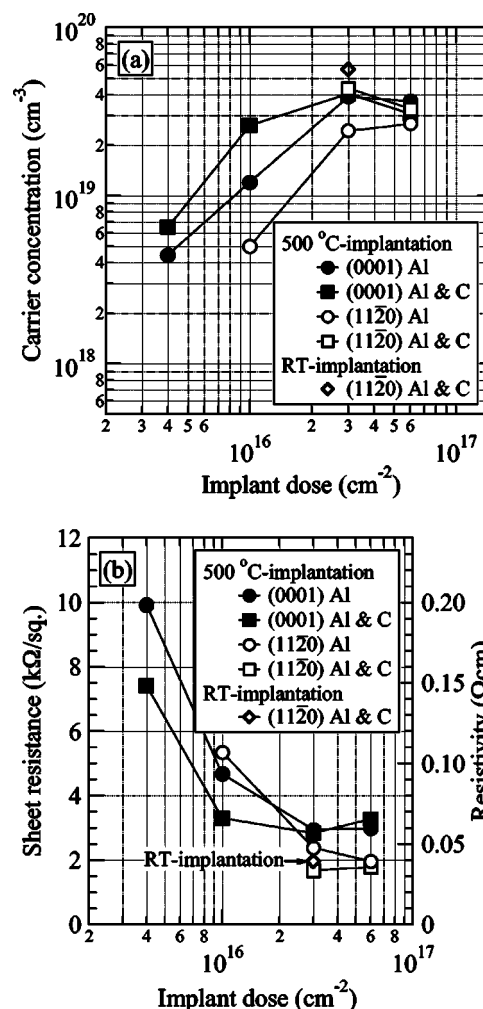 (a)
10^20
8
6
4
2
10^19
8
6
4
2
10^18
8
6
Carrier concentration (cm^-3)
500 °C-implantation
(0001) Al
(0001) Al & C
(112̄0) Al
(112̄0) Al & C
RT-implantation
(112̄0) Al & C
2 3 4 5 6 10^16 2 3 4 5 6 10^17
Implant dose (cm^-2)
(b)
12
10
8
6
4
2
0
Sheet resistance (kΩ/sq.)
500 °C-implantation
(0001) Al
(0001) Al & C
(112̄0) Al
(112̄0) Al & C
RT-implantation
(112̄0) Al & C
RT-implantation
0.20
0.15
0.10
0.05
0
Resistivity (Ωcm)
2 4 6 8 10^16 2 4 6 8 10^17
Implant dose (cm^-2)